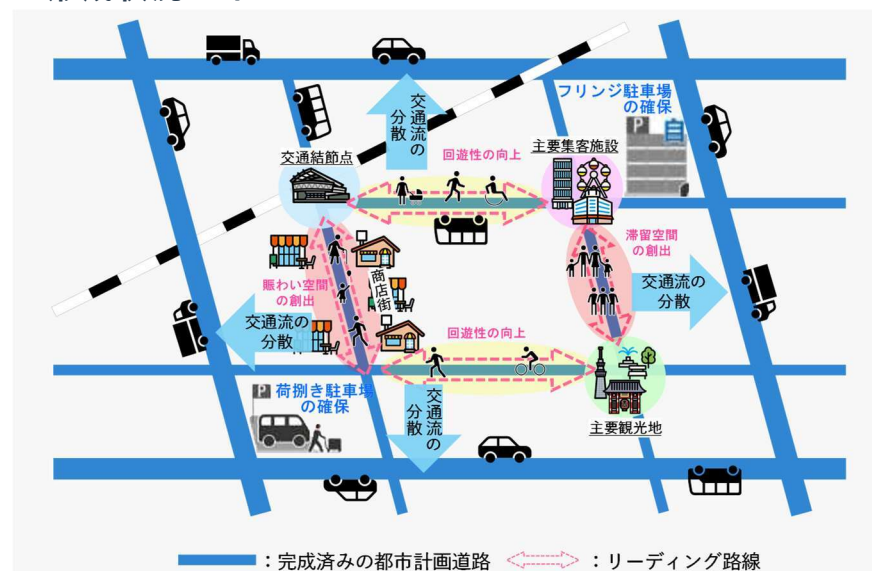 フリンジ駐車場
の確保
P
交通流の
分散
回遊性の向上
交通結節点
主要集客施設
滞留空間
の創出
賑わい空間
の創出
商店街
交通流の
分散
交通流の
分散
回遊性の向上
P
荷捌き駐車場
の確保
交通流の
分散
主要観光地
：完成済みの都市計画道路
：リーディング路線